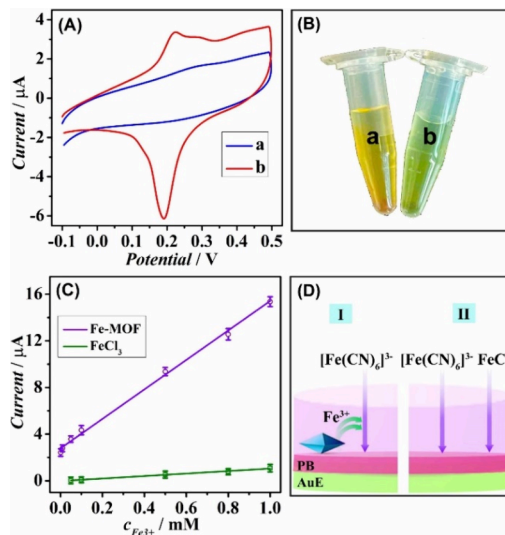 (A)
Current / μA
4
2
0
-2
-4
-6
a
b
-0.1 0.0 0.1 0.2 0.3 0.4 0.5
Potential / V
(B)
a
b
(C)
Current / μA
16
12
8
4
0
Fe-MOF
FeCl3
0.0 0.2 0.4 0.6 0.8 1.0
cFe3+ / mM
(D)
I
II
[Fe(CN)6]3- [Fe(CN)6]3- FeC
Fe3+
PB
AuE